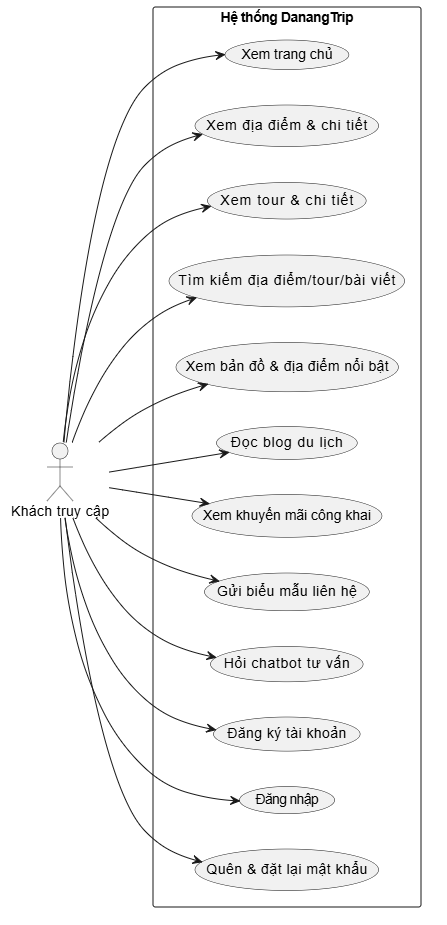 Hệ thống DanangTrip
Xem trang chủ
Xem địa điểm & chi tiết
Xem tour & chi tiết
Tìm kiếm địa điểm/tour/bài viết
Xem bản đồ & địa điểm nổi bật
Đọc blog du lịch
Khách truy cập
Xem khuyến mãi công khai
Gửi biểu mẫu liên hệ
Hỏi chatbot tư vấn
Đăng ký tài khoản
Đăng nhập
Quên & đặt lại mật khẩu